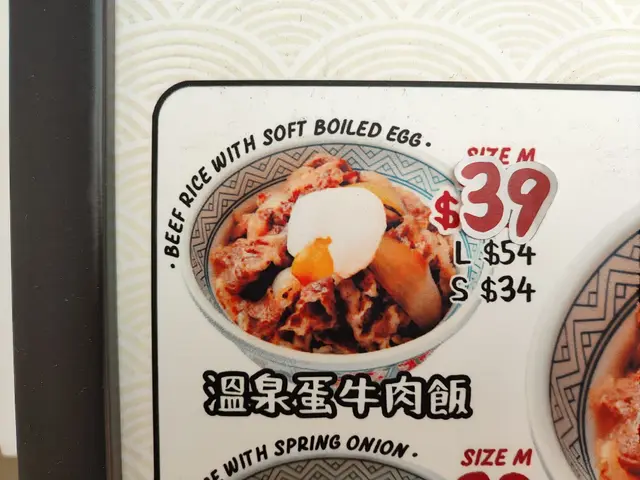 · BEEF RICE WITH SOFT BOILED EGG ·
SIZE M
$39
L $54
S $34
溫泉蛋牛肉飯
WITH SPRING ONION ·
SIZE M